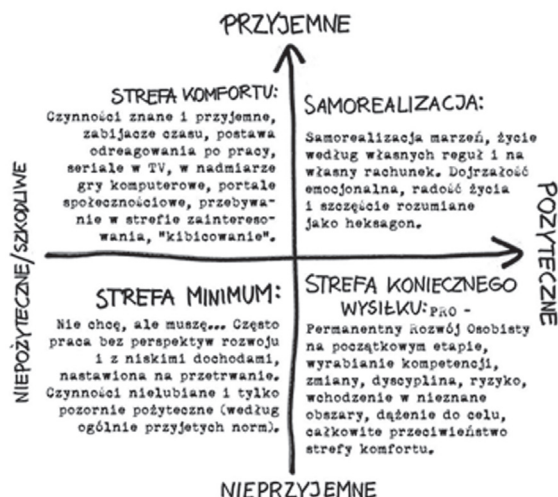 PRZYJEMNE
STREFA KOMFORTU:
Czynności znane i przyjemne,
zabijacze czasu, postawa
odreagowania po pracy,
seriale w TV, w nadmiarze
gry komputerowe, portale
społecznościowe, przebywa-
nie w strefie zaintereso-
wania, "kibicowanie".
SAMOREALIZACJA:
Samorealizacja marzeń, życie
według własnych reguł i na
własny rachunek. Dojrzałość
emocjonalna, radość życia
i szczęście rozumiane
jako heksagon.
NIEPOŻYTECZNE/SZKODLIWE
POŻYTECZNE
STREFA MINIMUM:
Nie chcę, ale muszę... Często
praca bez perspektyw rozwoju
i z niskimi dochodami,
nastawiona na przetrwanie.
Czynności nielubiane i tylko
pozornie pożyteczne (według
ogólnie przyjetych norm).
STREFA KONIECZNEGO
WYSIŁKU: PRO -
Permanentny Rozwój Osobisty
na początkowym etapie,
wyrabianie kompetencji,
zmiany, dyscyplina, ryzyko,
wchodzenie w nieznane
obszary, dążenie do celu,
całkowite przeciwieństwo
strefy komfortu.
NIEPRZYJEMNE